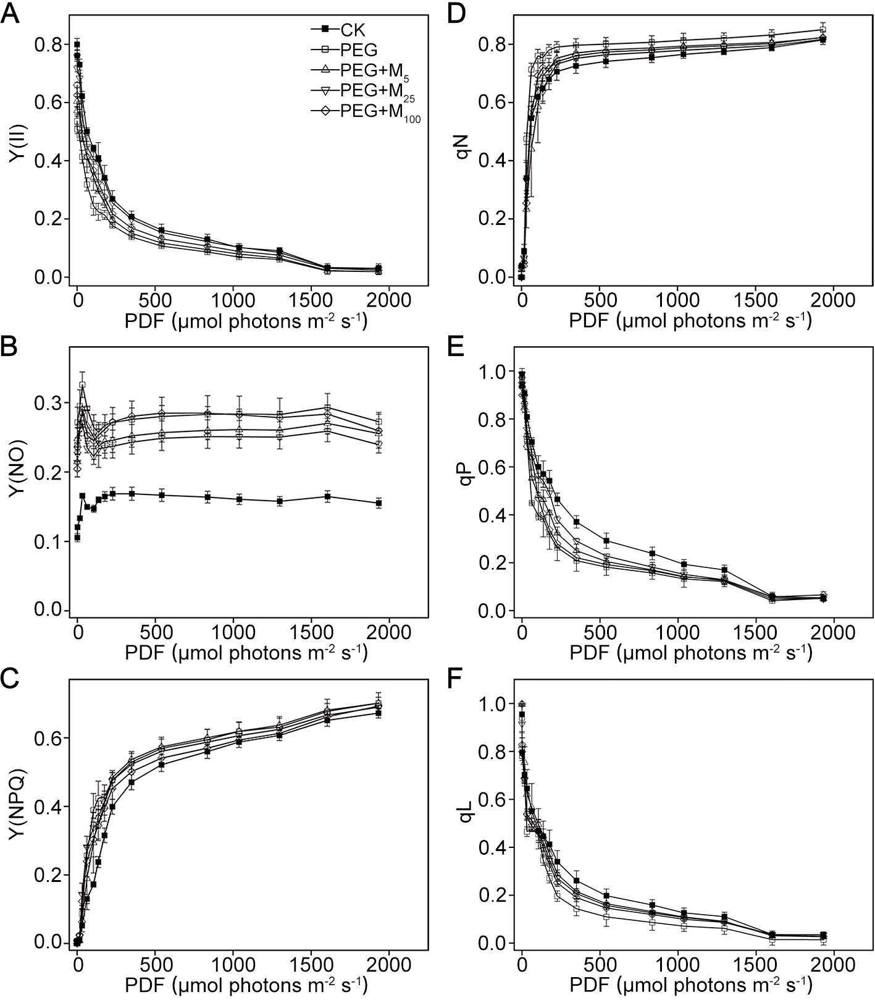 A
Y(II)
0.8
0.6
0.4
0.2
0.0
CK
PEG
PEG+M5
PEG+M25
PEG+M100
0 500 1000 1500 2000
PDF (μmol photons m-2 s-1)
B
Y(NO)
0.3
0.2
0.1
0.0
0 500 1000 1500 2000
PDF (μmol photons m-2 s-1)
C
Y(NPQ)
0.6
0.4
0.2
0.0
0 500 1000 1500 2000
PDF (μmol photons m-2 s-1)
D
qN
0.8
0.6
0.4
0.2
0.0
0 500 1000 1500 2000
PDF (μmol photons m-2 s-1)
E
qP
1.0
0.8
0.6
0.4
0.2
0.0
0 500 1000 1500 2000
PDF (μmol photons m-2 s-1)
F
qL
1.0
0.8
0.6
0.4
0.2
0.0
0 500 1000 1500 2000
PDF (μmol photons m-2 s-1)